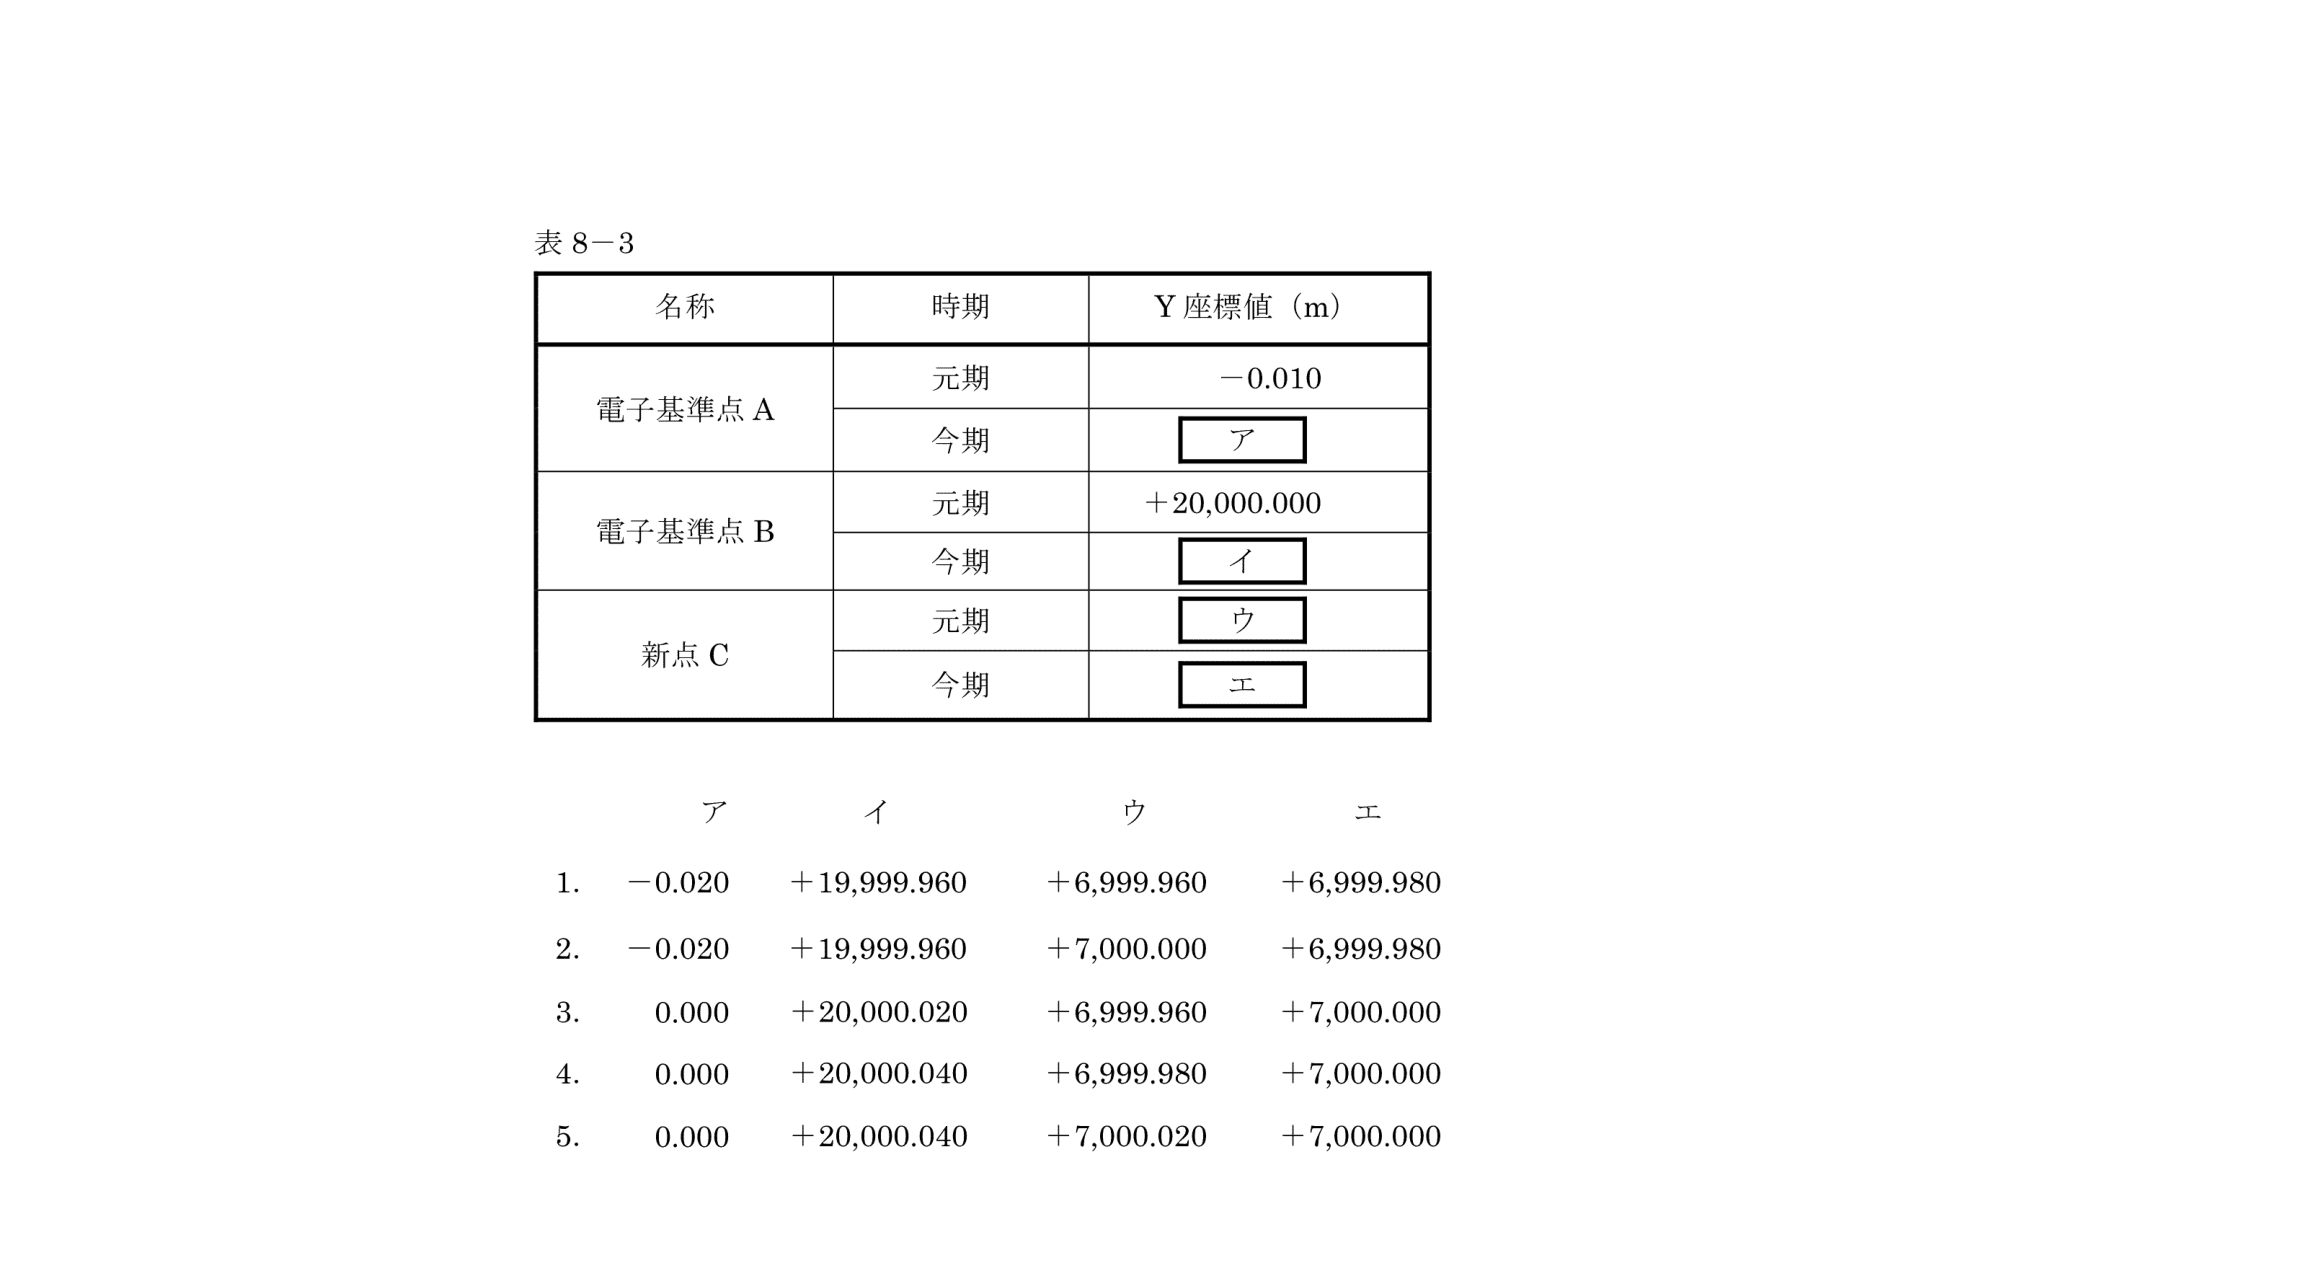 表 8－3
名称 時期 Y 座標値（m）
電子基準点 A 元期 －0.010
今期 ア
電子基準点 B 元期 ＋20,000.000
今期 イ
新点 C 元期 ウ
今期 エ
ア イ ウ エ
1. －0.020 ＋19,999.960 ＋6,999.960 ＋6,999.980
2. －0.020 ＋19,999.960 ＋7,000.000 ＋6,999.980
3. 0.000 ＋20,000.020 ＋6,999.960 ＋7,000.000
4. 0.000 ＋20,000.040 ＋6,999.980 ＋7,000.000
5. 0.000 ＋20,000.040 ＋7,000.020 ＋7,000.000